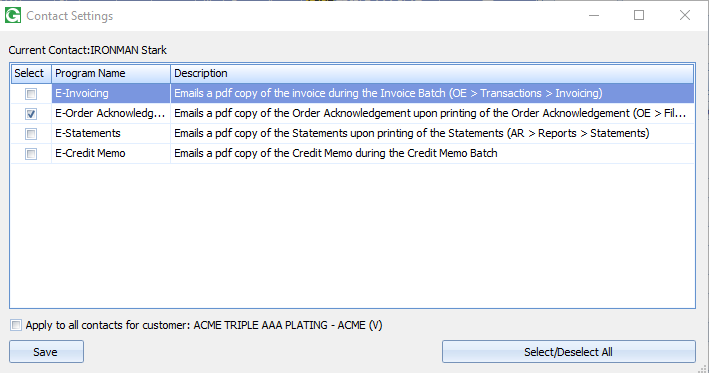 G Contact Settings
Current Contact:IRONMAN Stark
Select Program Name Description
E-Invoicing Emails a pdf copy of the invoice during the Invoice Batch (OE > Transactions > Invoicing)
E-Order Acknowledg... Emails a pdf copy of the Order Acknowledgement upon printing of the Order Acknowledgement (OE > Fil...
E-Statements Emails a pdf copy of the Statements upon printing of the Statements (AR > Reports > Statements)
E-Credit Memo Emails a pdf copy of the Credit Memo during the Credit Memo Batch
Apply to all contacts for customer: ACME TRIPLE AAA PLATING - ACME (V)
Save Select/Deselect All